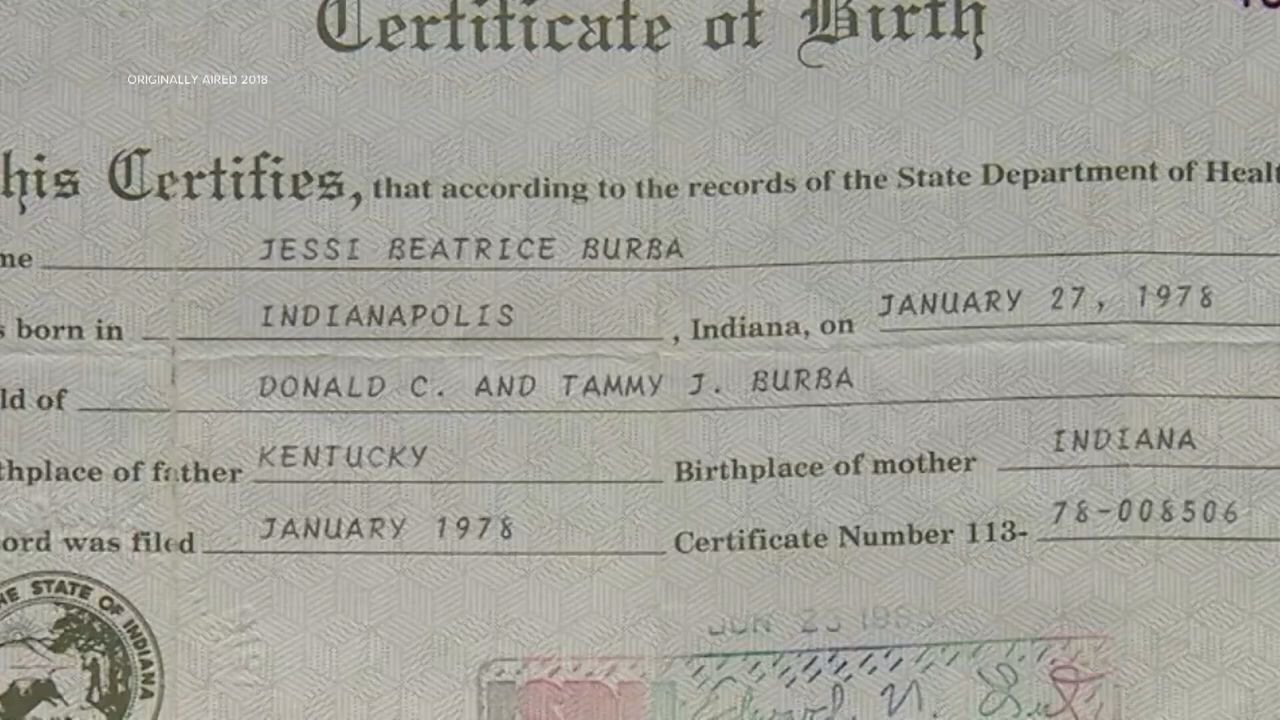 Certificate of Birth
ORIGINALLY AIRED 2018
his Certifies, that according to the records of the State Department of Healt
me JESSI BEATRICE BURBA
s born in INDIANAPOLIS , Indiana, on JANUARY 27, 1978
ld of DONALD C. AND TAMMY J. BURBA
thplace of father KENTUCKY Birthplace of mother INDIANA
ord was filed JANUARY 1978 Certificate Number 113- 78-008506
HE STATE OF INDIANA
JUN 23